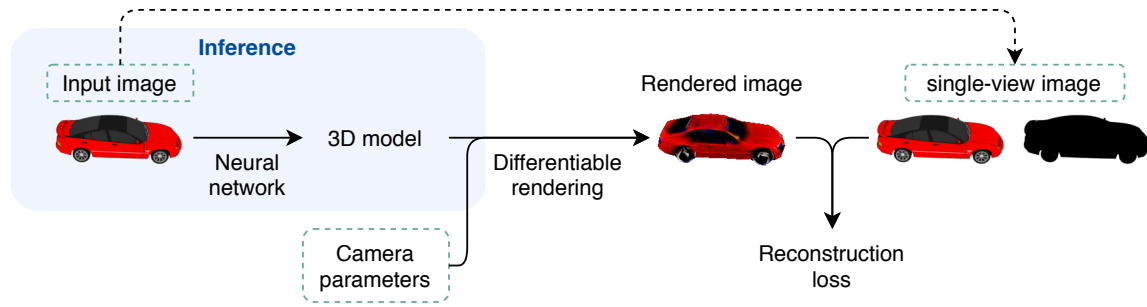 Inference
Input image
Rendered image
single-view image
3D model
Neural
network
Differentiable
rendering
Camera
parameters
Reconstruction
loss